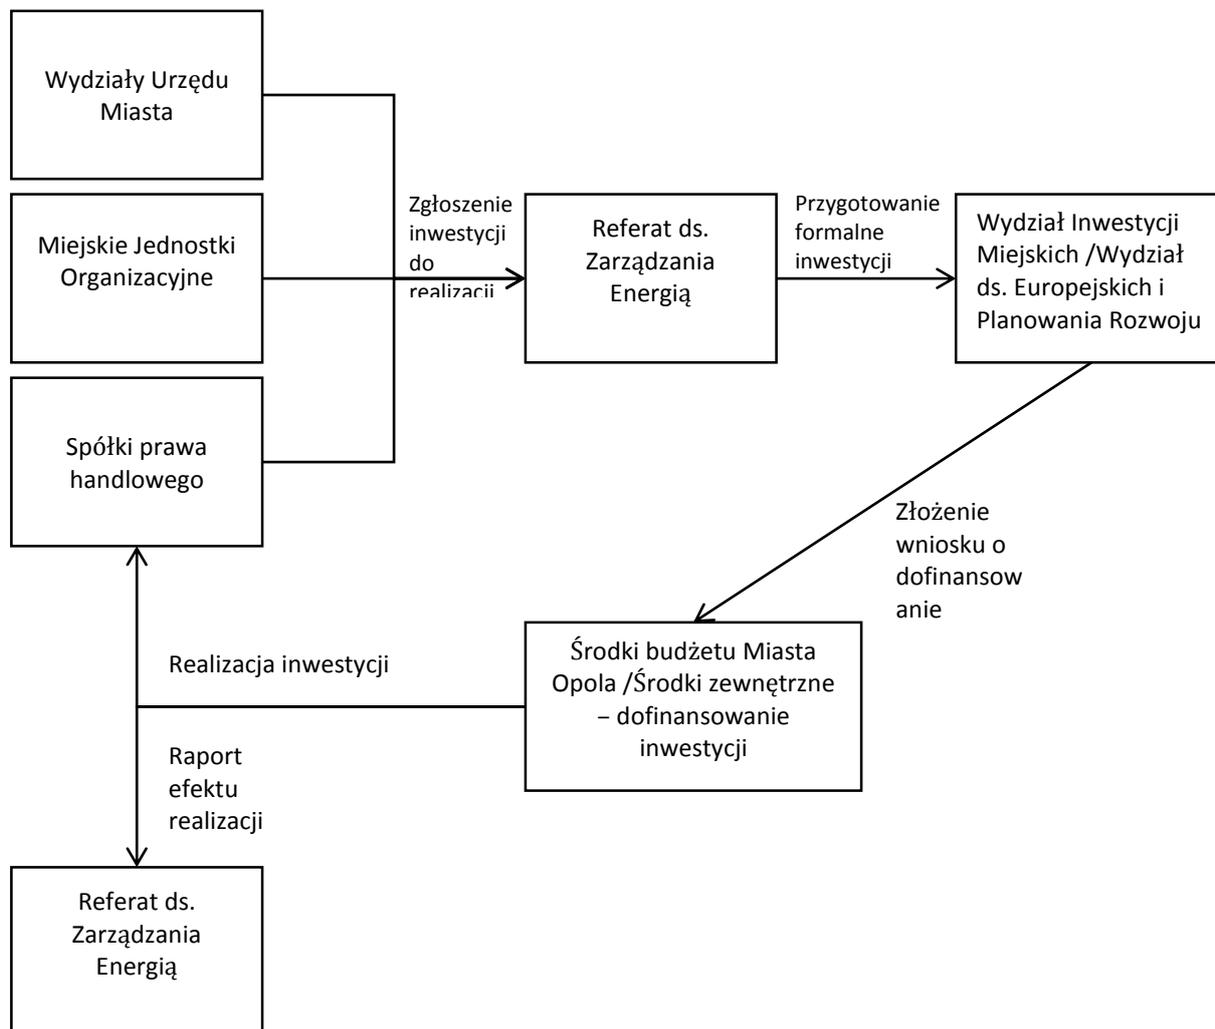 Wydziały Urzędu
Miasta
Miejskie Jednostki
Organizacyjne
Spółki prawa
handlowego
Zgłoszenie
inwestycji
do
realizacji
Referat ds.
Zarządzania
Energią
Przygotowanie
formalne
inwestycji
Wydział Inwestycji
Miejskich /Wydział
ds. Europejskich i
Planowania Rozwoju
Złożenie
wniosku o
dofinansow
anie
Środki budżetu Miasta
Opola /Środki zewnętrzne
– dofinansowanie
inwestycji
Realizacja inwestycji
Raport
efektu
realizacji
Referat ds.
Zarządzania
Energią